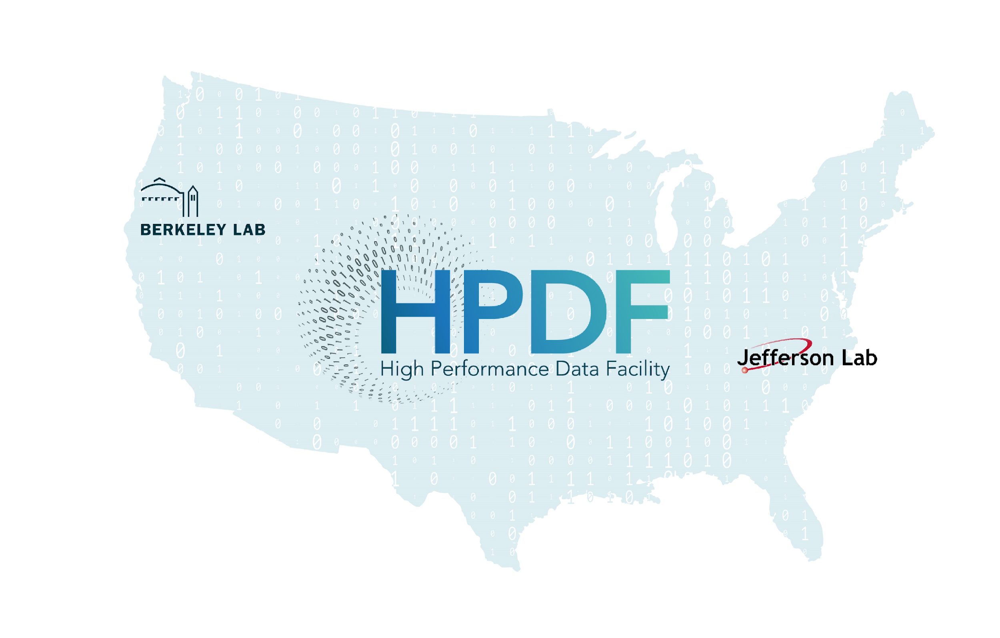 BERKELEY LAB
HPDF
High Performance Data Facility
Jefferson Lab